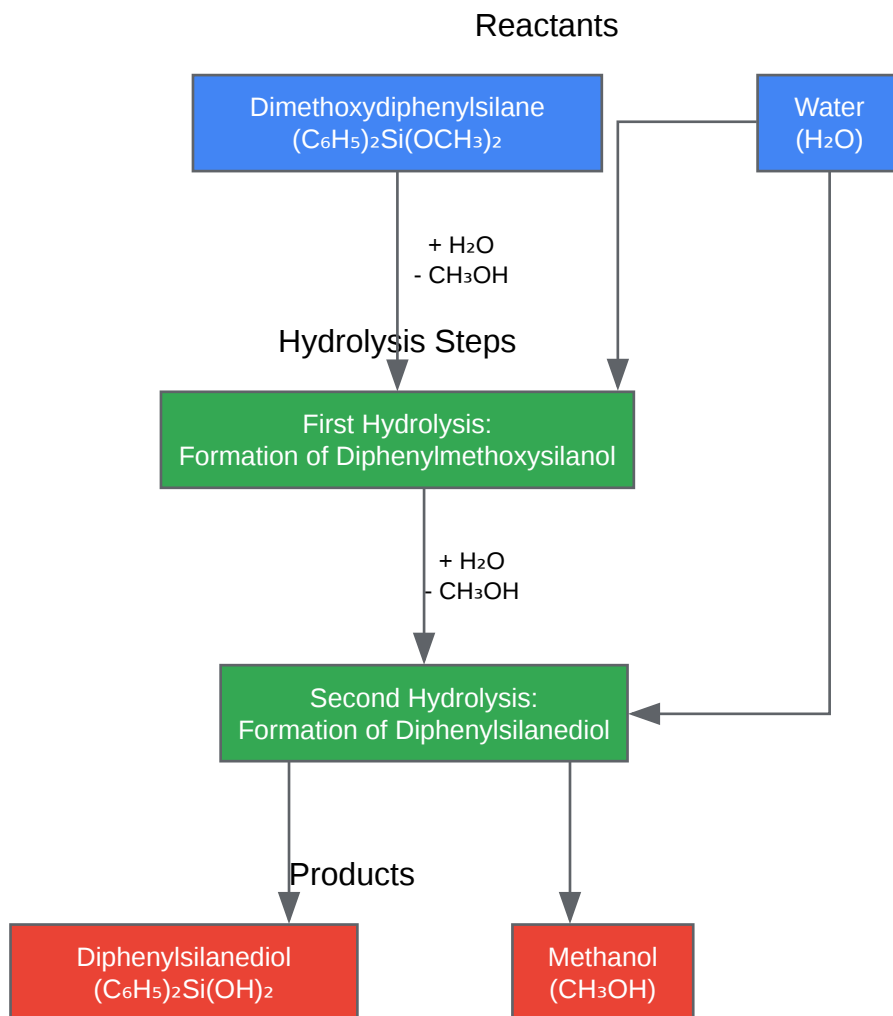 Reactants
Dimethoxydiphenylsilane
(C₆H₅)₂Si(OCH₃)₂
Water
(H₂O)
+ H₂O
- CH₃OH
Hydrolysis Steps
First Hydrolysis:
Formation of Diphenylmethoxysilanol
+ H₂O
- CH₃OH
Second Hydrolysis:
Formation of Diphenylsilanediol
Products
Diphenylsilanediol
(C₆H₅)₂Si(OH)₂
Methanol
(CH₃OH)